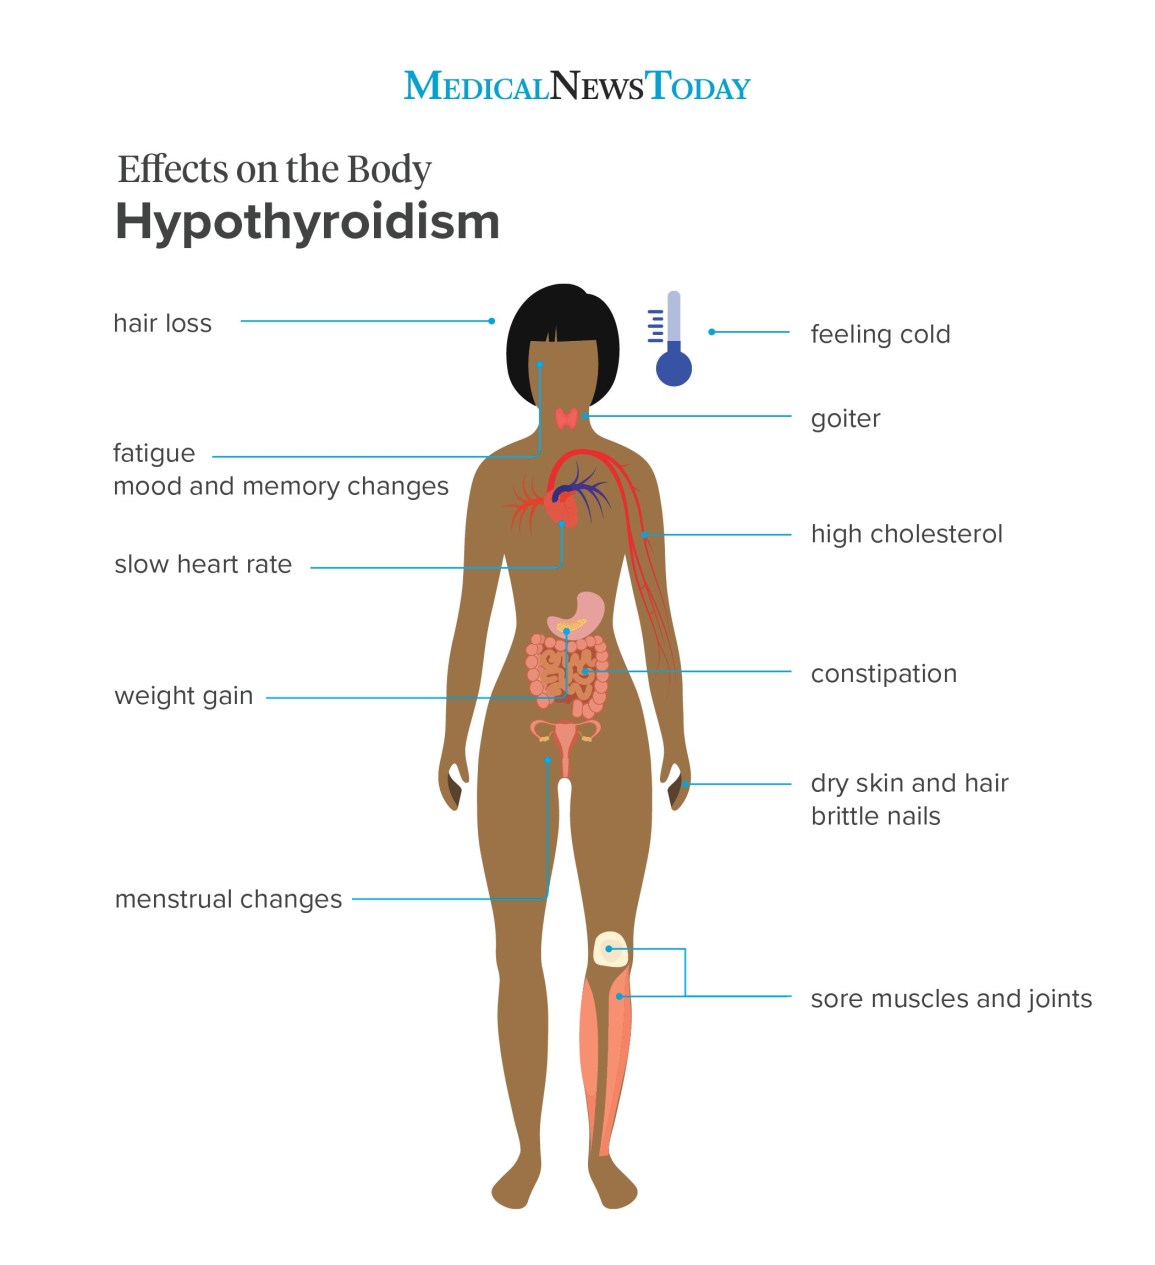 MEDICALNEWSTODAY
Effects on the Body
Hypothyroidism
hair loss
feeling cold
goiter
fatigue
mood and memory changes
high cholesterol
slow heart rate
constipation
weight gain
dry skin and hair
brittle nails
menstrual changes
sore muscles and joints